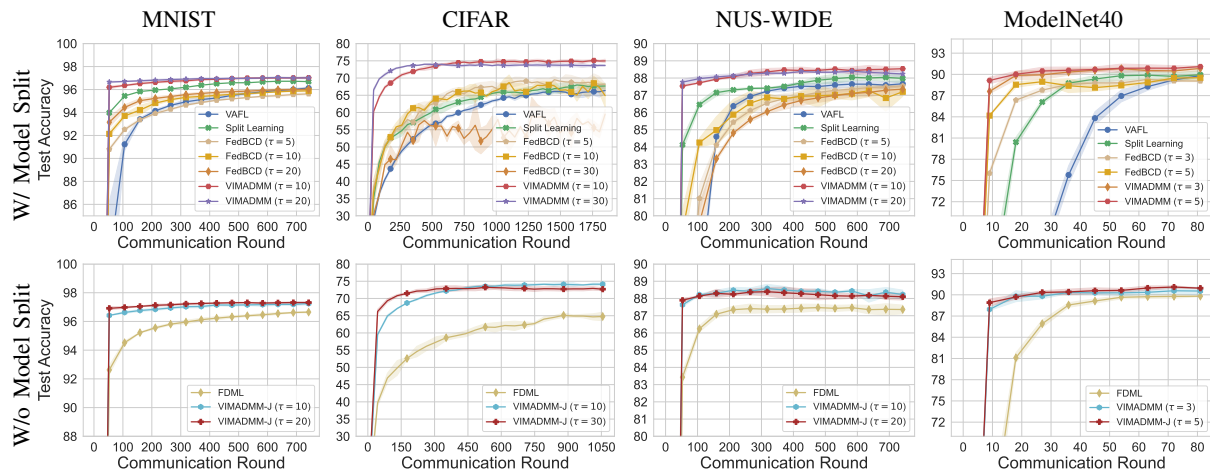 MNIST
CIFAR
NUS-WIDE
ModelNet40
W/ Model Split
Test Accuracy
100
98
96
94
92
90
88
86
0 100 200 300 400 500 600 700
Communication Round
VAFL
Split Learning
FedBCD (τ = 5)
FedBCD (τ = 10)
FedBCD (τ = 20)
VIMADMM (τ = 10)
VIMADMM (τ = 20)
80
75
70
65
60
55
50
45
40
35
30
0 250 500 750 1000 1250 1500 1750
Communication Round
VAFL
Split Learning
FedBCD (τ = 5)
FedBCD (τ = 10)
FedBCD (τ = 30)
VIMADMM (τ = 10)
VIMADMM (τ = 30)
90
89
88
87
86
85
84
83
82
81
80
0 100 200 300 400 500 600 700
Communication Round
VAFL
Split Learning
FedBCD (τ = 5)
FedBCD (τ = 10)
FedBCD (τ = 20)
VIMADMM (τ = 10)
VIMADMM (τ = 20)
93
90
87
84
81
78
75
72
0 10 20 30 40 50 60 70 80
Communication Round
VAFL
Split Learning
FedBCD (τ = 3)
FedBCD (τ = 5)
VIMADMM (τ = 3)
VIMADMM (τ = 5)
W/o Model Split
Test Accuracy
100
98
96
94
92
90
88
0 100 200 300 400 500 600 700
Communication Round
FDML
VIMADMM-J (τ = 10)
VIMADMM-J (τ = 20)
80
75
70
65
60
55
50
45
40
35
30
0 150 300 450 600 750 900 1050
Communication Round
FDML
VIMADMM-J (τ = 10)
VIMADMM-J (τ = 30)
90
89
88
87
86
85
84
83
82
81
80
0 100 200 300 400 500 600 700
Communication Round
FDML
VIMADMM-J (τ = 10)
VIMADMM-J (τ = 20)
93
90
87
84
81
78
75
72
0 10 20 30 40 50 60 70 80
Communication Round
FDML
VIMADMM (τ = 3)
VIMADMM-J (τ = 5)